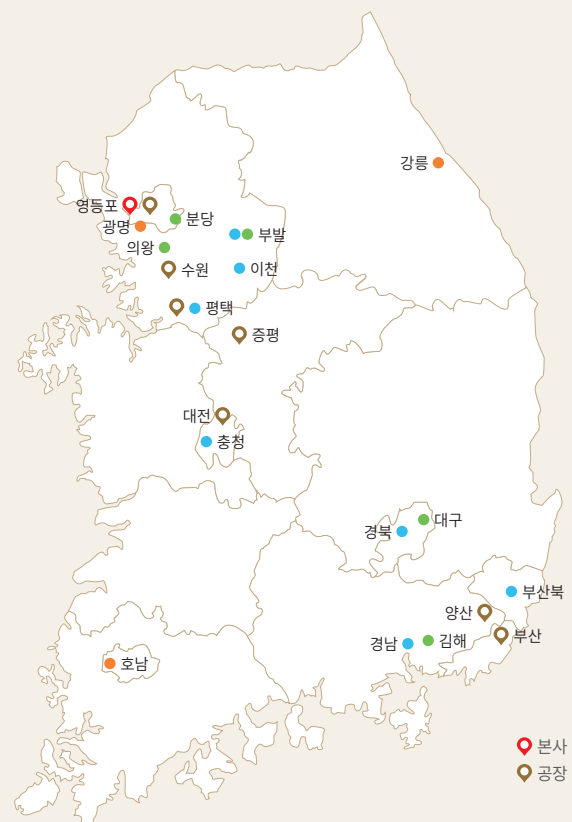 강릉
영등포
분당
광명
부발
의왕
수원
이천
평택
증평
대전
충청
대구
경북
부산북
양산
부산
경남
김해
호남
본사
공장